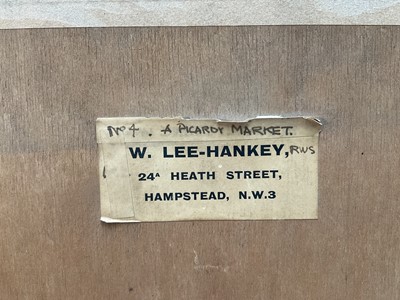 Nº 4 . A PICARDY MARKET.
W. LEE-HANKEY, RWS
24ᴬ HEATH STREET,
HAMPSTEAD, N.W.3